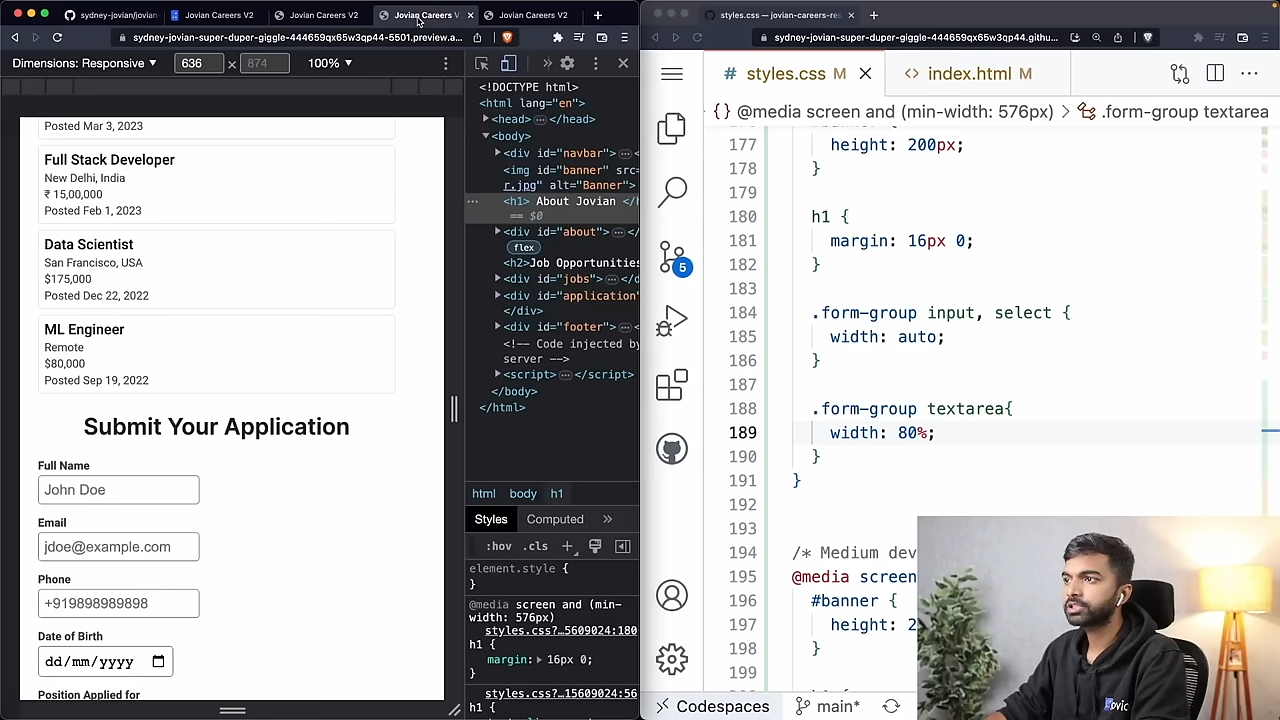 sydney-jovian/jovian
Jovian Careers V2
Jovian Careers V2
Jovian Careers V
Jovian Careers V2
styles.css — jovian-careers-res
sydney-jovian-super-duper-giggle-444659qx65w3qp44-5501.preview.a...
sydney-jovian-super-duper-giggle-444659qx65w3qp44.githu...
Dimensions: Responsive
636
×
874
100%
# styles.css M
<> index.html M
{} @media screen and (min-width: 576px) > .form-group textarea
Posted Mar 3, 2023
Full Stack Developer
New Delhi, India
₹ 15,00,000
Posted Feb 1, 2023
Data Scientist
San Francisco, USA
$175,000
Posted Dec 22, 2022
ML Engineer
Remote
$80,000
Posted Sep 19, 2022
Submit Your Application
Full Name
John Doe
Email
jdoe@example.com
Phone
+919898989898
Date of Birth
dd/mm/yyyy
Position Applied for
<!DOCTYPE html>
<html lang="en">
<head> </head>
<body>
<div id="navbar">
<img id="banner" src=
r.jpg" alt="Banner">
<h1> About Jovian </h
== $0
<div id="about"> </
flex
<h2>Job Opportunities
<div id="jobs"> </d
<div id="application"
</div>
<div id="footer">
<!-- Code injected by
server -->
<script> </script>
</body>
</html>
html body h1
Styles Computed »
:hov .cls
element.style {
}
@media screen and (min-
width: 576px)
styles.css?…5609024:180
h1 {
margin: 16px 0;
}
styles.css?…15609024:56
h1 {
5
177 height: 200px;
178 }
179
180 h1 {
181 margin: 16px 0;
182 }
183
184 .form-group input, select {
185 width: auto;
186 }
187
188 .form-group textarea{
189 width: 80%;
190 }
191 }
192
193
194 /* Medium dev
195 @media screen
196 #banner {
197 height: 2
198 }
199
Codespaces
main*